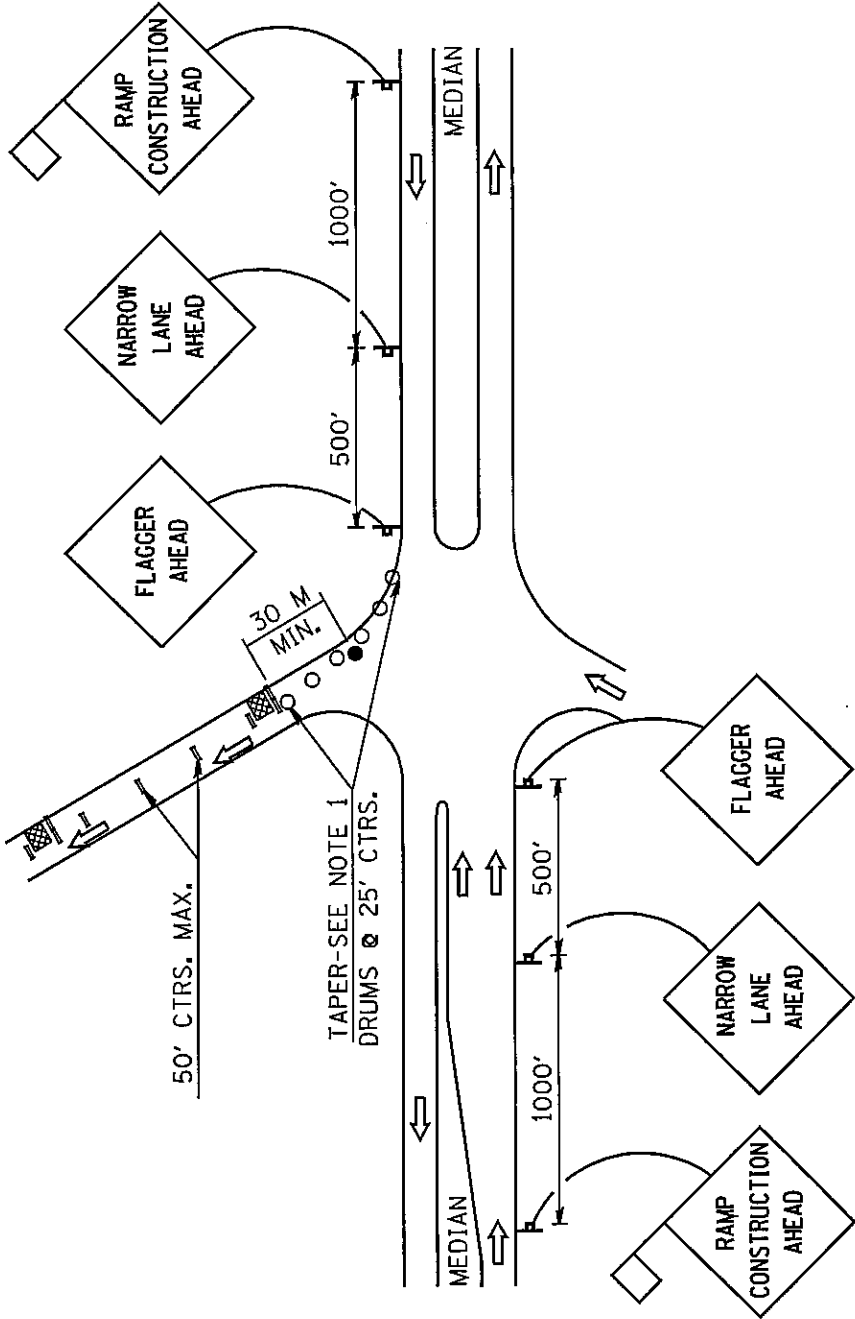 RAMP
CONSTRUCTION
AHEAD
NARROW
LANE
AHEAD
FLAGGER
AHEAD
1000'
500'
30 M
MIN.
MEDIAN
50' CTRS. MAX.
TAPER-SEE NOTE 1
DRUMS @ 25' CTRS.
MEDIAN
500'
1000'
FLAGGER
AHEAD
NARROW
LANE
AHEAD
RAMP
CONSTRUCTION
AHEAD